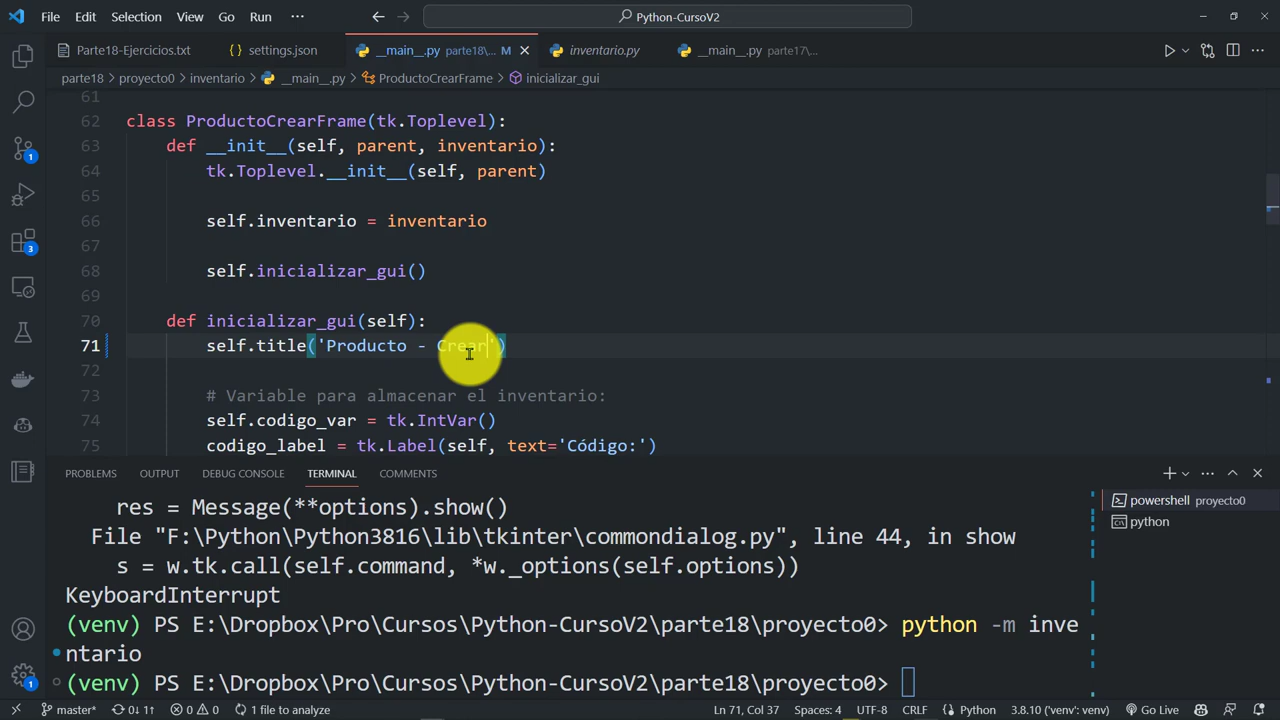 File Edit Selection View Go Run ··· Python-CursoV2
Parte18-Ejercicios.txt {} settings.json __main__.py parte18\... M inventario.py __main__.py parte17\...
parte18 > proyecto0 > inventario > __main__.py > ProductoCrearFrame > inicializar_gui
61
62 class ProductoCrearFrame(tk.Toplevel):
63 def __init__(self, parent, inventario):
64 tk.Toplevel.__init__(self, parent)
65
66 self.inventario = inventario
67
68 self.inicializar_gui()
69
70 def inicializar_gui(self):
71 self.title('Producto - Crear')
72
73 # Variable para almacenar el inventario:
74 self.codigo_var = tk.IntVar()
75 codigo_label = tk.Label(self, text='Código:')
PROBLEMS OUTPUT DEBUG CONSOLE TERMINAL COMMENTS
res = Message(**options).show()
File "F:\Python\Python3816\lib\tkinter\commondialog.py", line 44, in show
s = w.tk.call(self.command, *w._options(self.options))
KeyboardInterrupt
(venv) PS E:\Dropbox\Pro\Cursos\Python-CursoV2\parte18\proyecto0> python -m inve
ntario
(venv) PS E:\Dropbox\Pro\Cursos\Python-CursoV2\parte18\proyecto0>
powershell proyecto0
python
1
3
1
master* 0↓ 1↑ 0 0 1 file to analyze Ln 71, Col 37 Spaces: 4 UTF-8 CRLF {} Python 3.8.10 ('venv': venv) Go Live